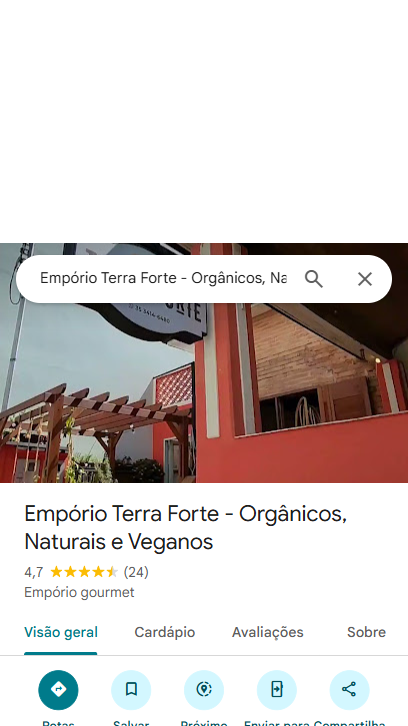 Empório Terra Forte - Orgânicos, Na
Empório Terra Forte - Orgânicos,
Naturais e Veganos
4,7 (24)
Empório gourmet
Visão geral Cardápio Avaliações Sobre
Rotas Salvar Próximo Enviar para Compartilha